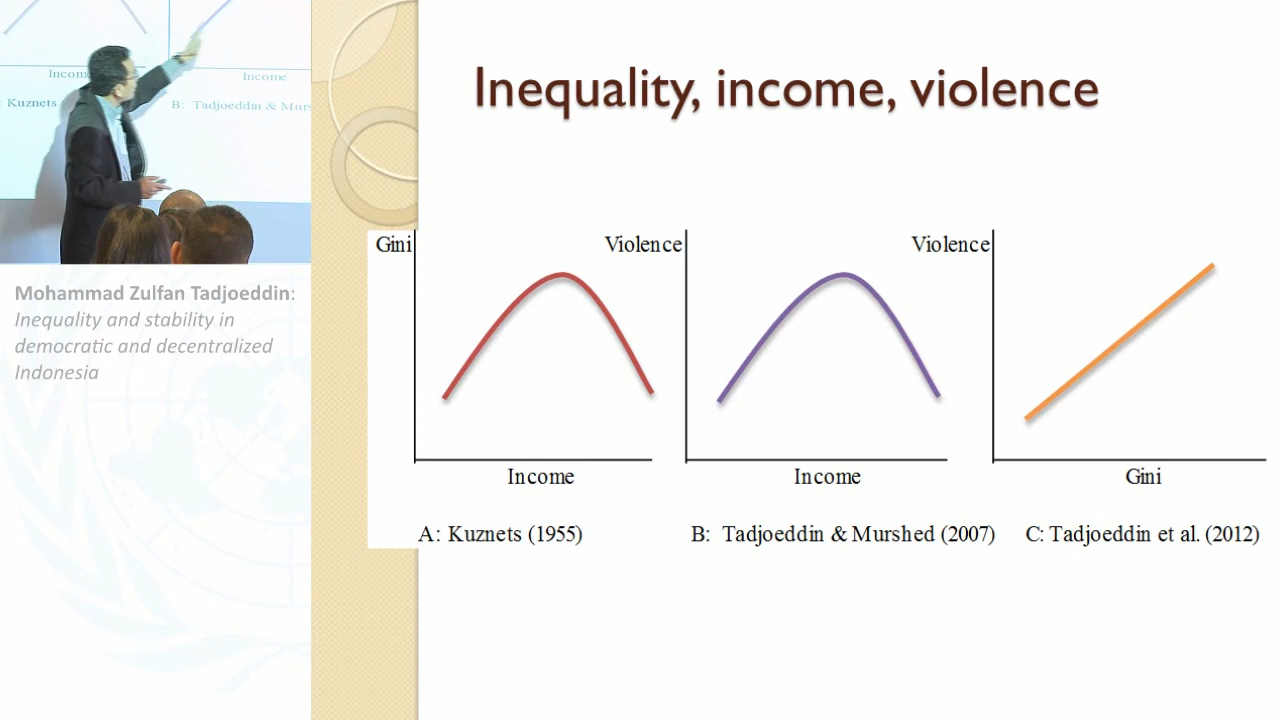 Inequality, income, violence
Income
Income
: Kuznets
B: Tadjoeddin & Murs
Mohammad Zulfan Tadjoeddin:
Inequality and stability in
democratic and decentralized
Indonesia
Gini
Income
A: Kuznets (1955)
Violence
Income
B: Tadjoeddin & Murshed (2007)
Violence
Gini
C: Tadjoeddin et al. (2012)